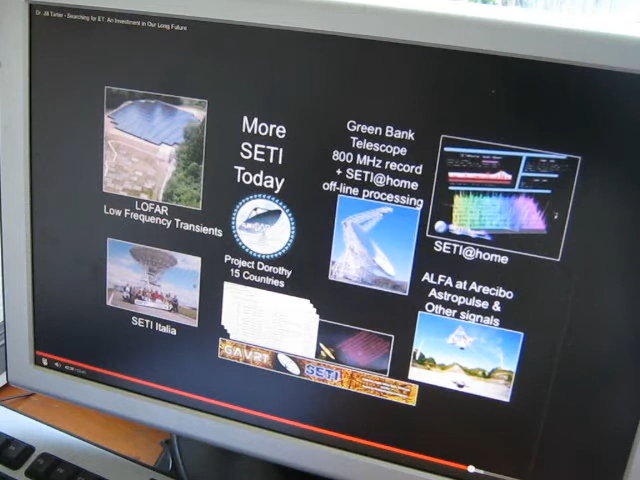 Dr. Jill Tarter - Searching for ET: An Investment in Our Long Future
More
SETI
Today
Green Bank
Telescope
800 MHz record
+ SETI@home
off-line processing
LOFAR
Low Frequency Transients
SETI@home
Project Dorothy
15 Countries
ALFA at Arecibo
Astropulse &
Other signals
SETI Italia
GAVRT SETI